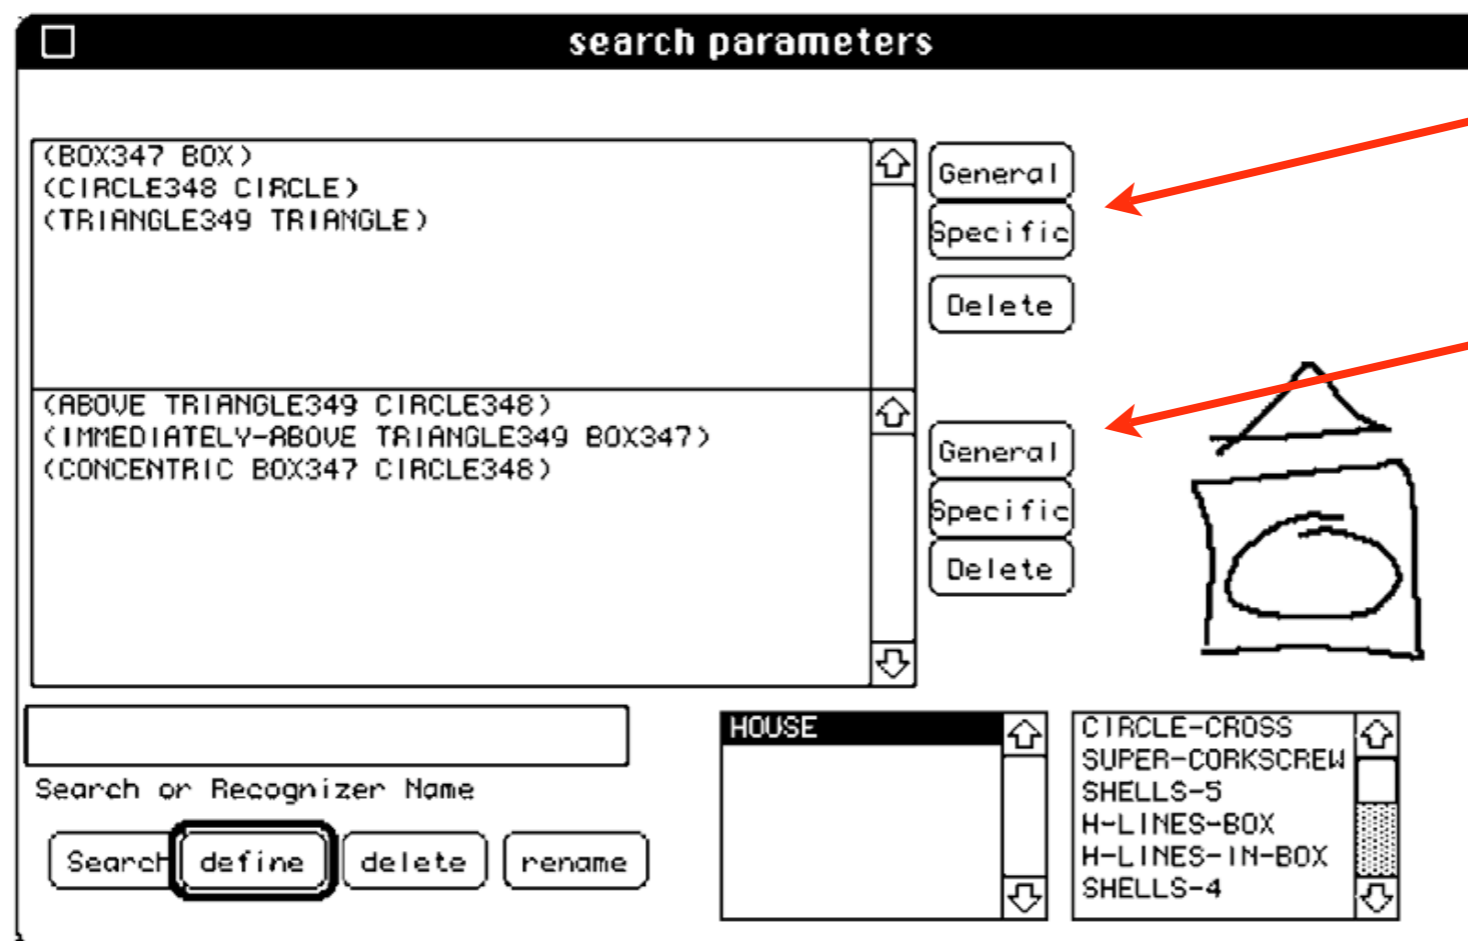 search parameters
(BOX347 BOX)
(CIRCLE348 CIRCLE)
(TRIANGLE349 TRIANGLE)
General
Specific
Delete
(ABOVE TRIANGLE349 CIRCLE348)
(IMMEDIATELY-ABOVE TRIANGLE349 BOX347)
(CONCENTRIC BOX347 CIRCLE348)
General
Specific
Delete
Search or Recognizer Name
Search
define
delete
rename
HOUSE
CIRCLE-CROSS
SUPER-CORKSCREW
SHELLS-5
H-LINES-BOX
H-LINES-IN-BOX
SHELLS-4